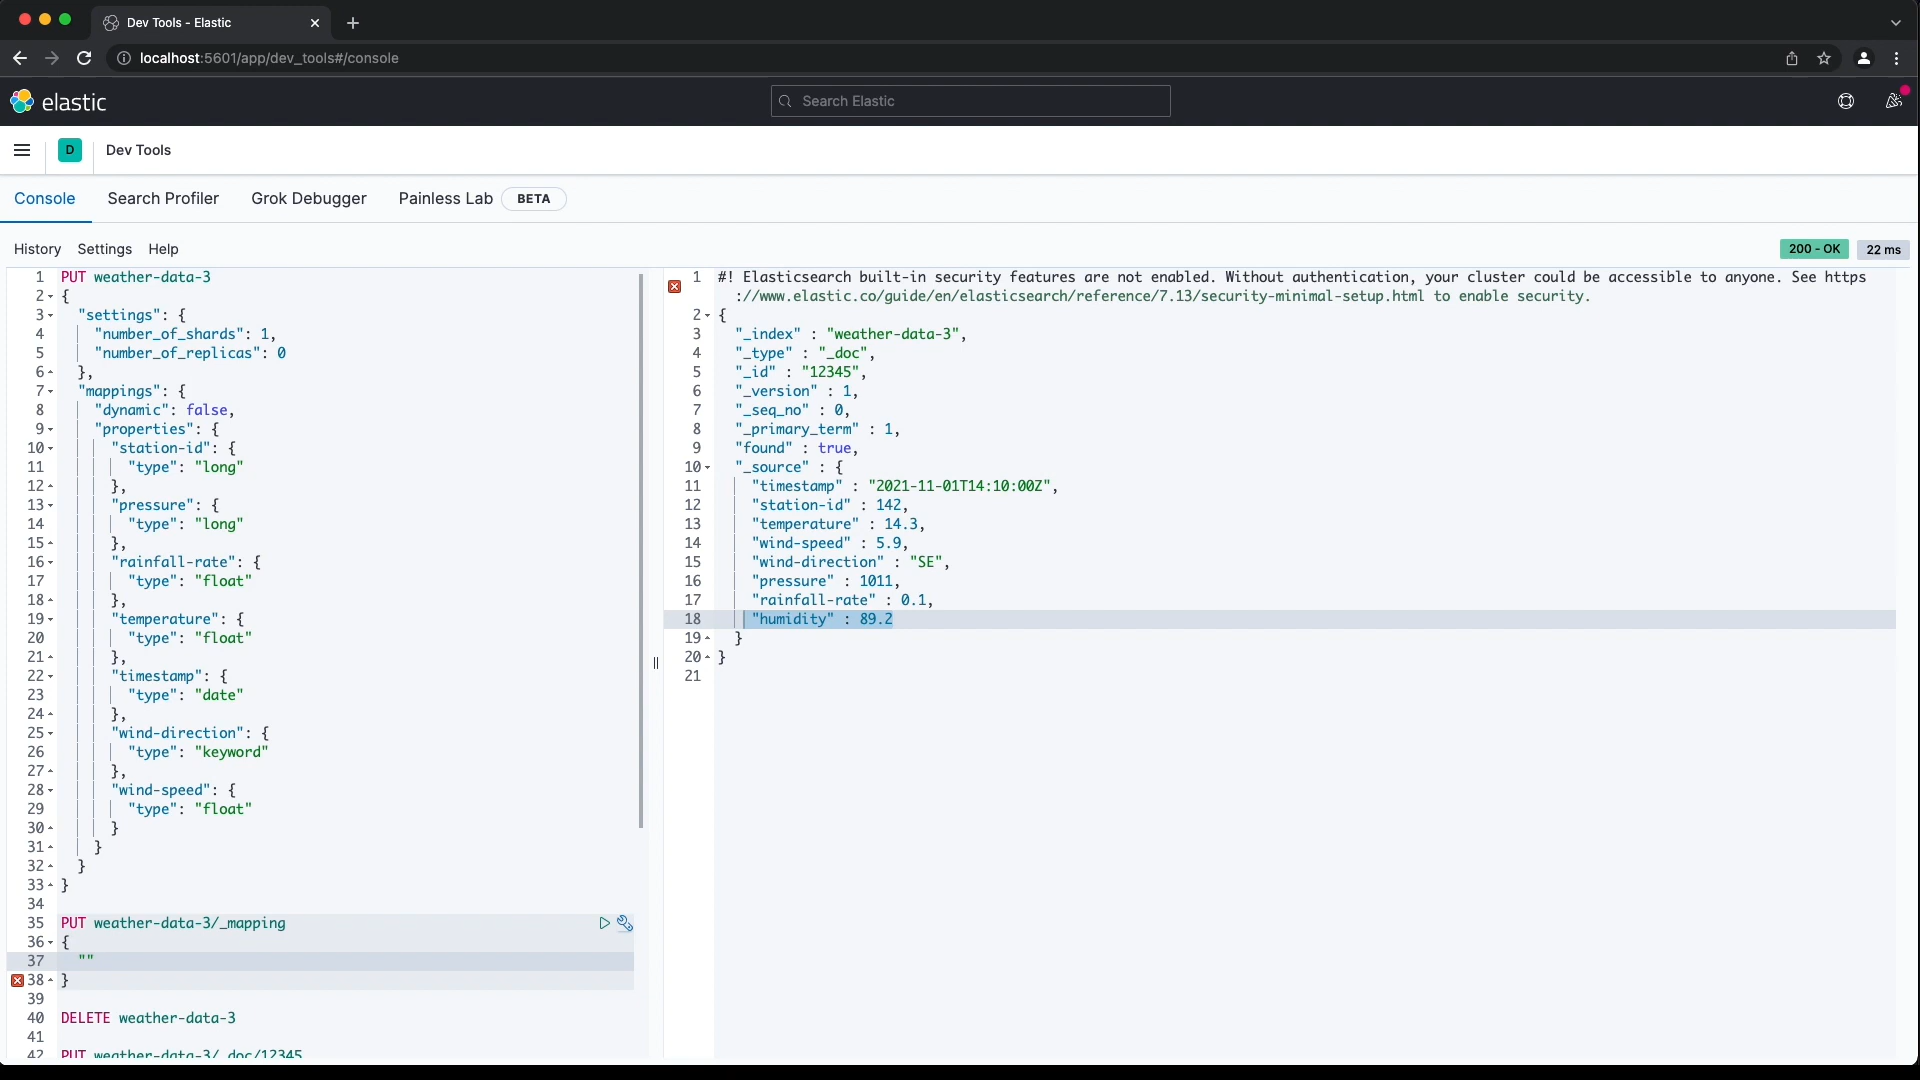 Dev Tools - Elastic
localhost:5601/app/dev_tools#/console
elastic
Search Elastic
D
Dev Tools
Console Search Profiler Grok Debugger Painless Lab BETA
History Settings Help
200 - OK 22 ms
1 PUT weather-data-3
2 {
3 "settings": {
4 "number_of_shards": 1,
5 "number_of_replicas": 0
6 },
7 "mappings": {
8 "dynamic": false,
9 "properties": {
10 "station-id": {
11 "type": "long"
12 },
13 "pressure": {
14 "type": "long"
15 },
16 "rainfall-rate": {
17 "type": "float"
18 },
19 "temperature": {
20 "type": "float"
21 },
22 "timestamp": {
23 "type": "date"
24 },
25 "wind-direction": {
26 "type": "keyword"
27 },
28 "wind-speed": {
29 "type": "float"
30 }
31 }
32 }
33 }
34
35 PUT weather-data-3/_mapping
36 {
37 ""
38 }
39
40 DELETE weather-data-3
41
42 PUT weather-data-3/_doc/12345
1 #! Elasticsearch built-in security features are not enabled. Without authentication, your cluster could be accessible to anyone. See https
://www.elastic.co/guide/en/elasticsearch/reference/7.13/security-minimal-setup.html to enable security.
2 {
3 "_index" : "weather-data-3",
4 "_type" : "_doc",
5 "_id" : "12345",
6 "_version" : 1,
7 "_seq_no" : 0,
8 "_primary_term" : 1,
9 "found" : true,
10 "_source" : {
11 "timestamp" : "2021-11-01T14:10:00Z",
12 "station-id" : 142,
13 "temperature" : 14.3,
14 "wind-speed" : 5.9,
15 "wind-direction" : "SE",
16 "pressure" : 1011,
17 "rainfall-rate" : 0.1,
18 "humidity" : 89.2
19 }
20 }
21